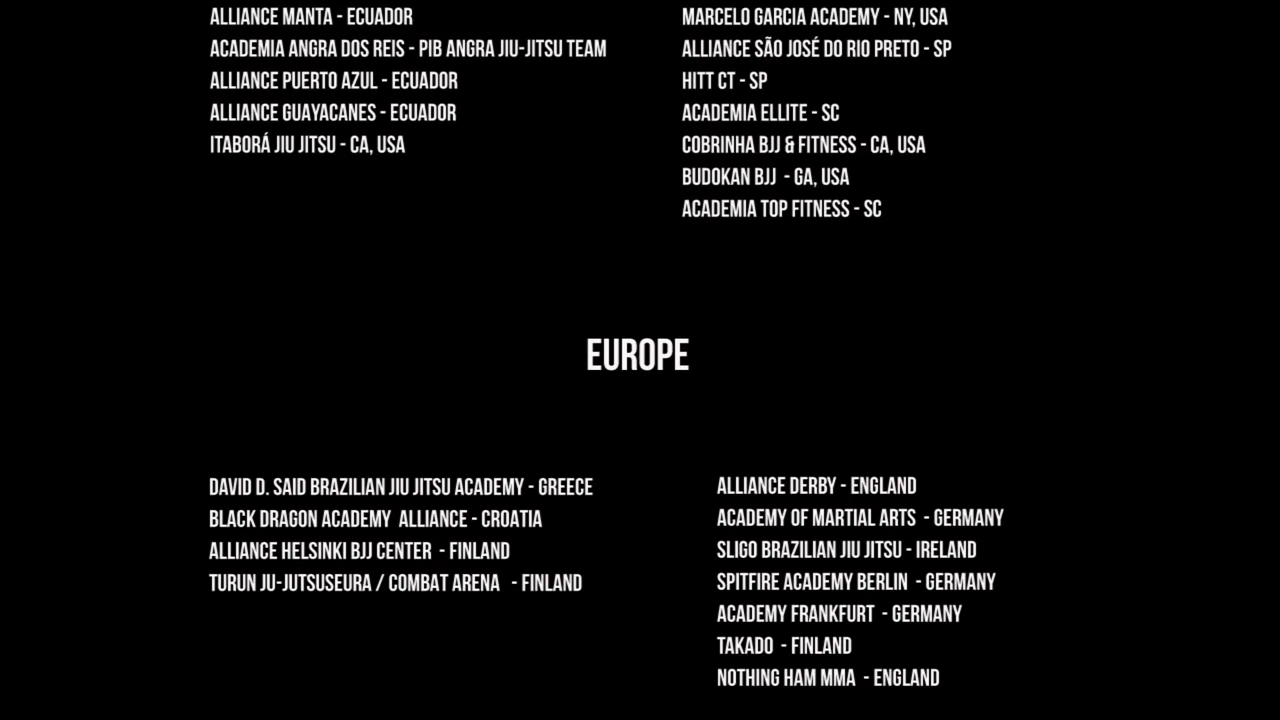 ALLIANCE MANTA - ECUADOR
ACADEMIA ANGRA DOS REIS - PIB ANGRA JIU-JITSU TEAM
ALLIANCE PUERTO AZUL - ECUADOR
ALLIANCE GUAYACANES - ECUADOR
ITABORÁ JIU JITSU - CA, USA
MARCELO GARCIA ACADEMY - NY, USA
ALLIANCE SÃO JOSÉ DO RIO PRETO - SP
HITT CT - SP
ACADEMIA ELLITE - SC
COBRINHA BJJ & FITNESS - CA, USA
BUDOKAN BJJ - GA, USA
ACADEMIA TOP FITNESS - SC
EUROPE
DAVID D. SAID BRAZILIAN JIU JITSU ACADEMY - GREECE
BLACK DRAGON ACADEMY ALLIANCE - CROATIA
ALLIANCE HELSINKI BJJ CENTER - FINLAND
TURUN JU-JUTSUSEURA / COMBAT ARENA - FINLAND
ALLIANCE DERBY - ENGLAND
ACADEMY OF MARTIAL ARTS - GERMANY
SLIGO BRAZILIAN JIU JITSU - IRELAND
SPITFIRE ACADEMY BERLIN - GERMANY
ACADEMY FRANKFURT - GERMANY
TAKADO - FINLAND
NOTHING HAM MMA - ENGLAND